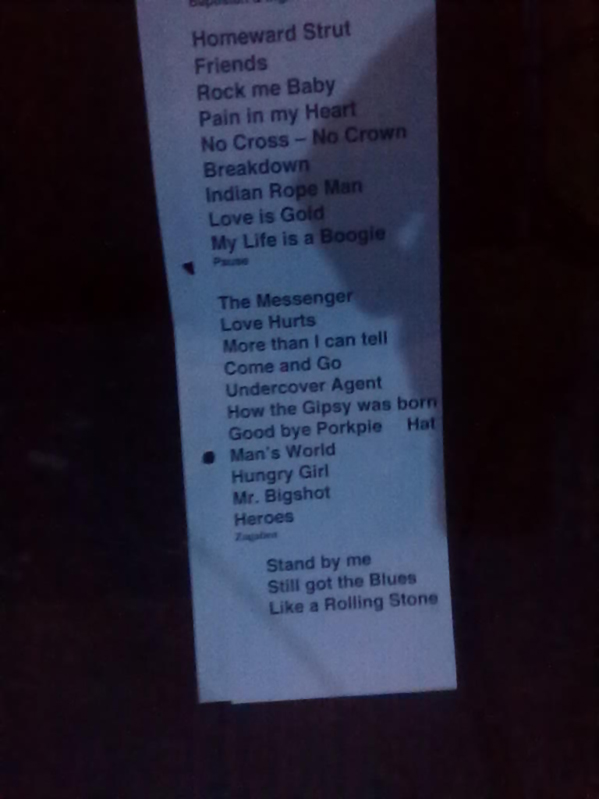 Homeward Strut
Friends
Rock me Baby
Pain in my Heart
No Cross – No Crown
Breakdown
Indian Rope Man
Love is Gold
My Life is a Boogie
Pause
The Messenger
Love Hurts
More than I can tell
Come and Go
Undercover Agent
How the Gipsy was born
Good bye Porkpie Hat
Man's World
Hungry Girl
Mr. Bigshot
Heroes
Zugaben
Stand by me
Still got the Blues
Like a Rolling Stone